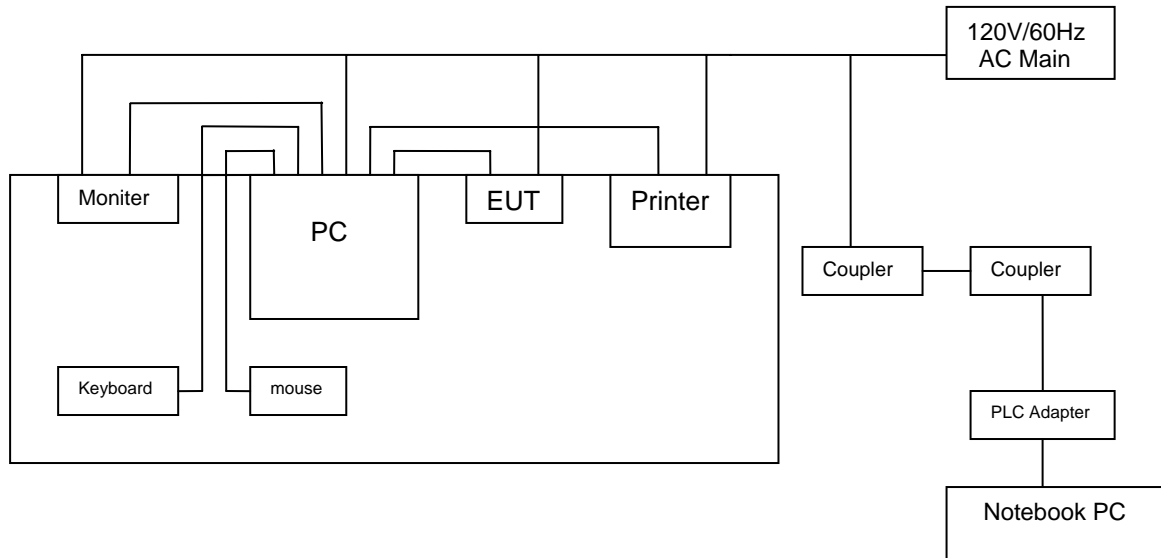 120V/60Hz
AC Main
Moniter
PC
EUT
Printer
Coupler
Coupler
Keyboard
mouse
PLC Adapter
Notebook PC